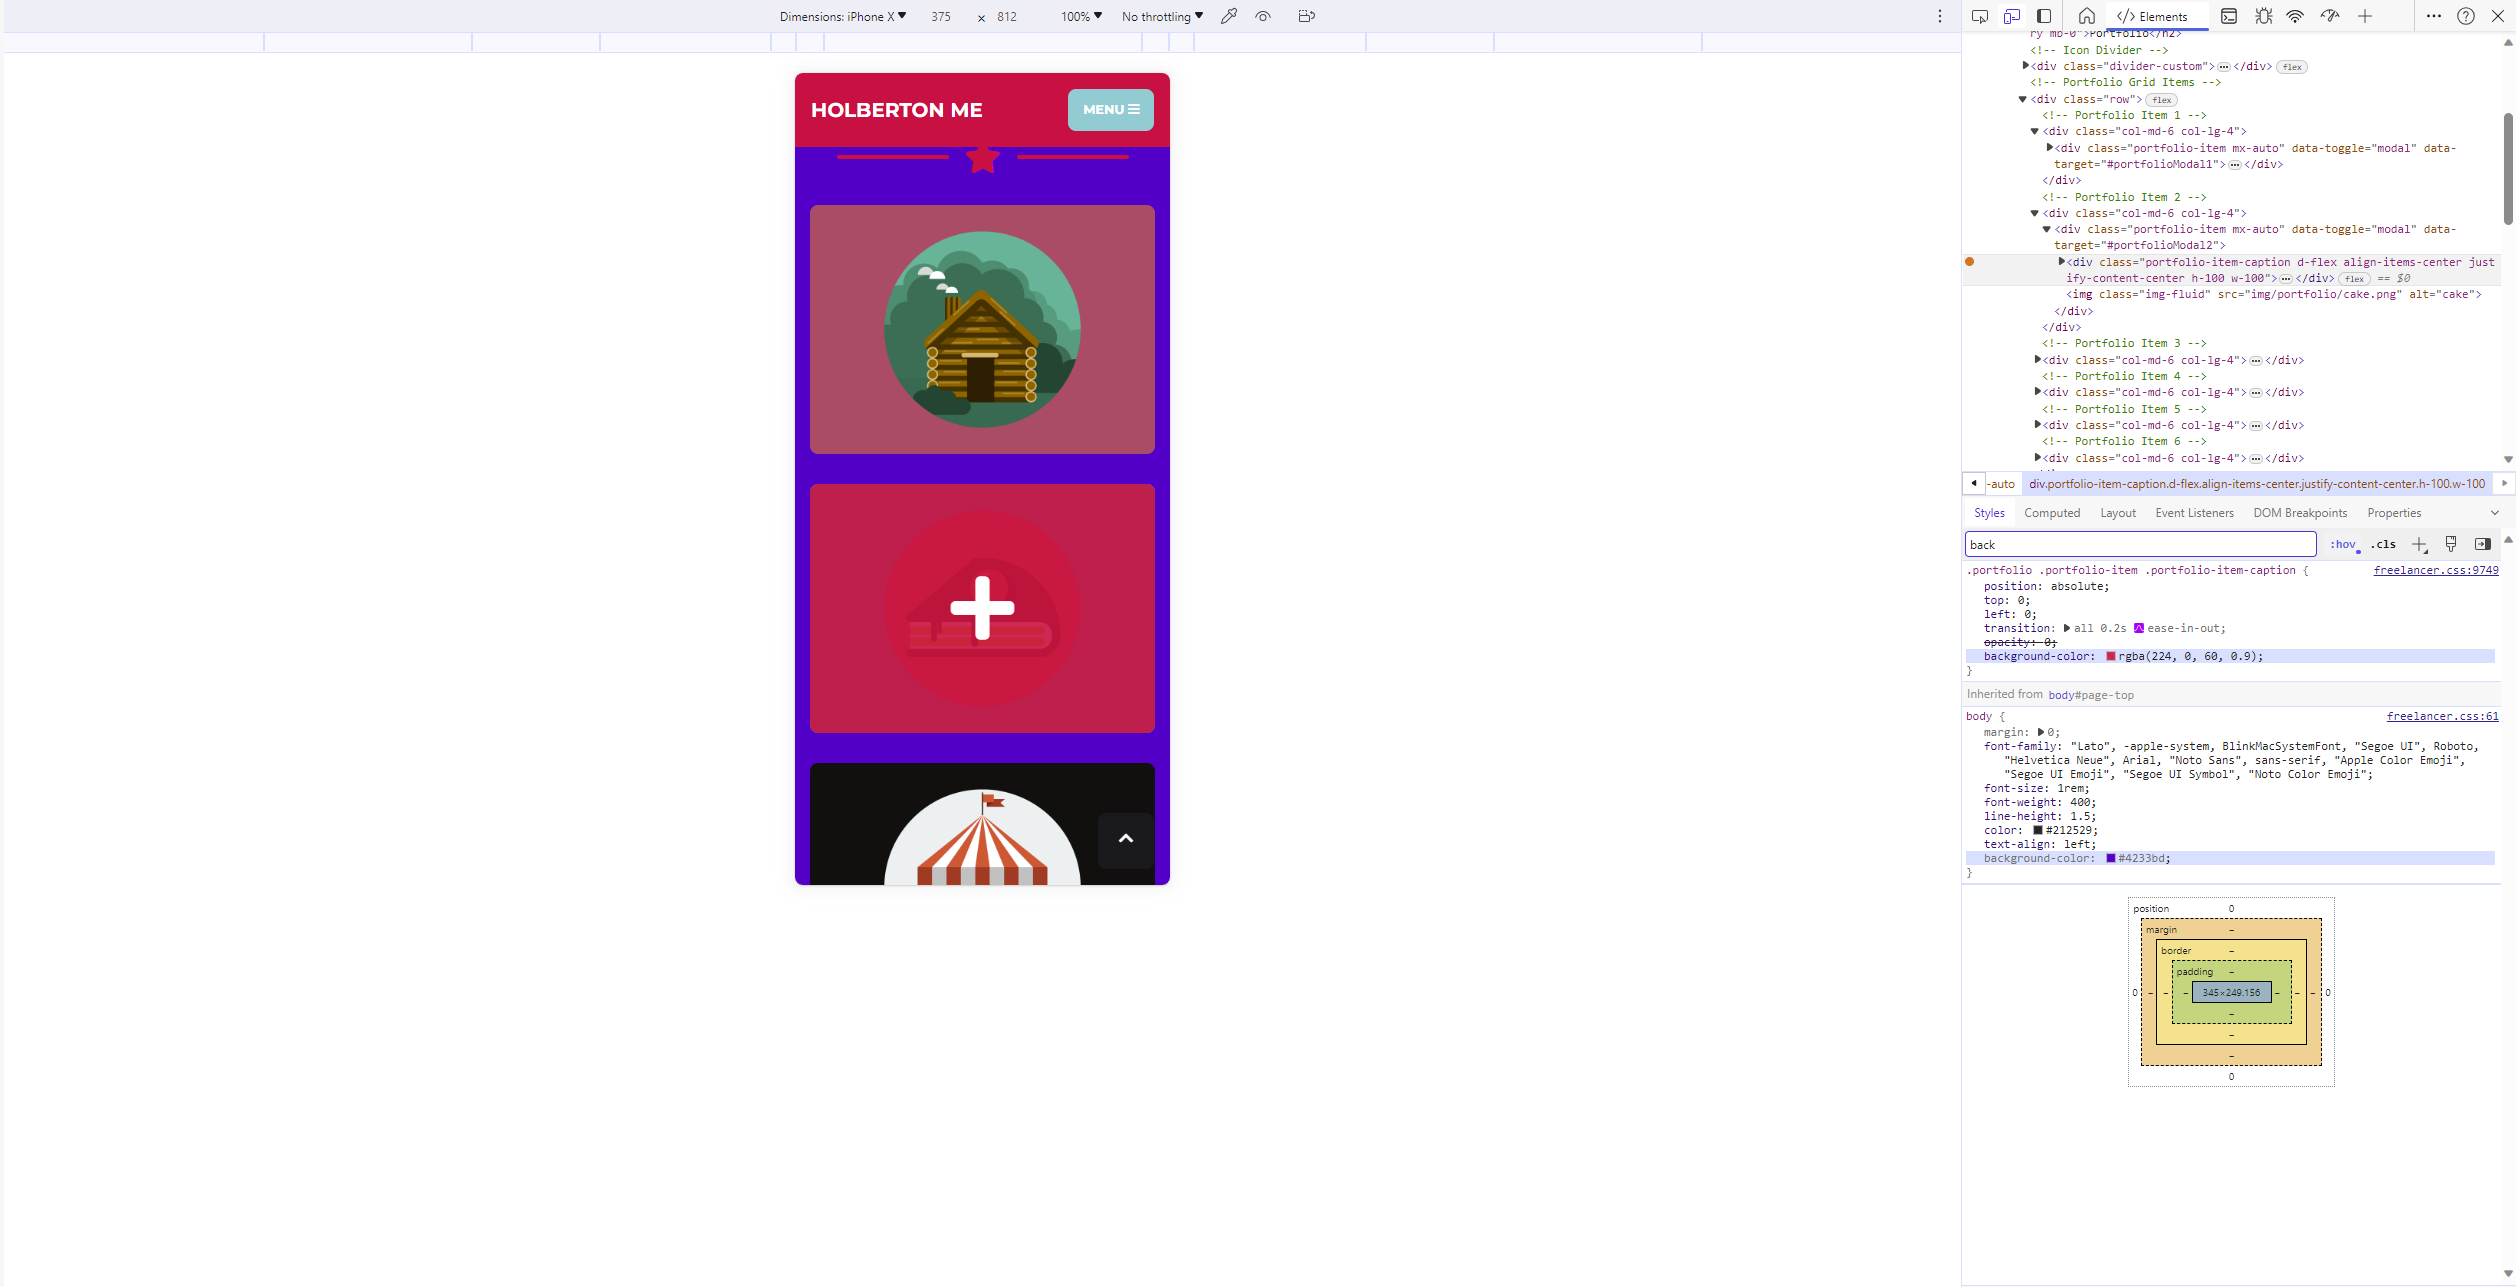 Dimensions: iPhone X 375 x 812 100% No throttling
Elements
HOLBERTON ME
MENU
ry mb-0">Portfolio</h2>
<!-- Icon Divider -->
<div class="divider-custom">…</div> flex
<!-- Portfolio Grid Items -->
<div class="row"> flex
<!-- Portfolio Item 1 -->
<div class="col-md-6 col-lg-4">
<div class="portfolio-item mx-auto" data-toggle="modal" data-
target="#portfolioModal1">…</div>
</div>
<!-- Portfolio Item 2 -->
<div class="col-md-6 col-lg-4">
<div class="portfolio-item mx-auto" data-toggle="modal" data-
target="#portfolioModal2">
<div class="portfolio-item-caption d-flex align-items-center just
ify-content-center h-100 w-100">…</div> flex == $0
<img class="img-fluid" src="img/portfolio/cake.png" alt="cake">
</div>
</div>
<!-- Portfolio Item 3 -->
<div class="col-md-6 col-lg-4">…</div>
<!-- Portfolio Item 4 -->
<div class="col-md-6 col-lg-4">…</div>
<!-- Portfolio Item 5 -->
<div class="col-md-6 col-lg-4">…</div>
<!-- Portfolio Item 6 -->
<div class="col-md-6 col-lg-4">…</div>
-auto div.portfolio-item-caption.d-flex.align-items-center.justify-content-center.h-100.w-100
Styles Computed Layout Event Listeners DOM Breakpoints Properties
back :hov .cls
.portfolio .portfolio-item .portfolio-item-caption { freelancer.css:9749
position: absolute;
top: 0;
left: 0;
transition: all 0.2s ease-in-out;
opacity: 0;
background-color: rgba(224, 0, 60, 0.9);
}
Inherited from body#page-top
body { freelancer.css:61
margin: 0;
font-family: "Lato", -apple-system, BlinkMacSystemFont, "Segoe UI", Roboto,
"Helvetica Neue", Arial, "Noto Sans", sans-serif, "Apple Color Emoji",
"Segoe UI Emoji", "Segoe UI Symbol", "Noto Color Emoji";
font-size: 1rem;
font-weight: 400;
line-height: 1.5;
color: #212529;
text-align: left;
background-color: #4233bd;
}
position 0
margin -
border -
padding -
0 - - - 345×249.156 - - - 0
-
-
-
0